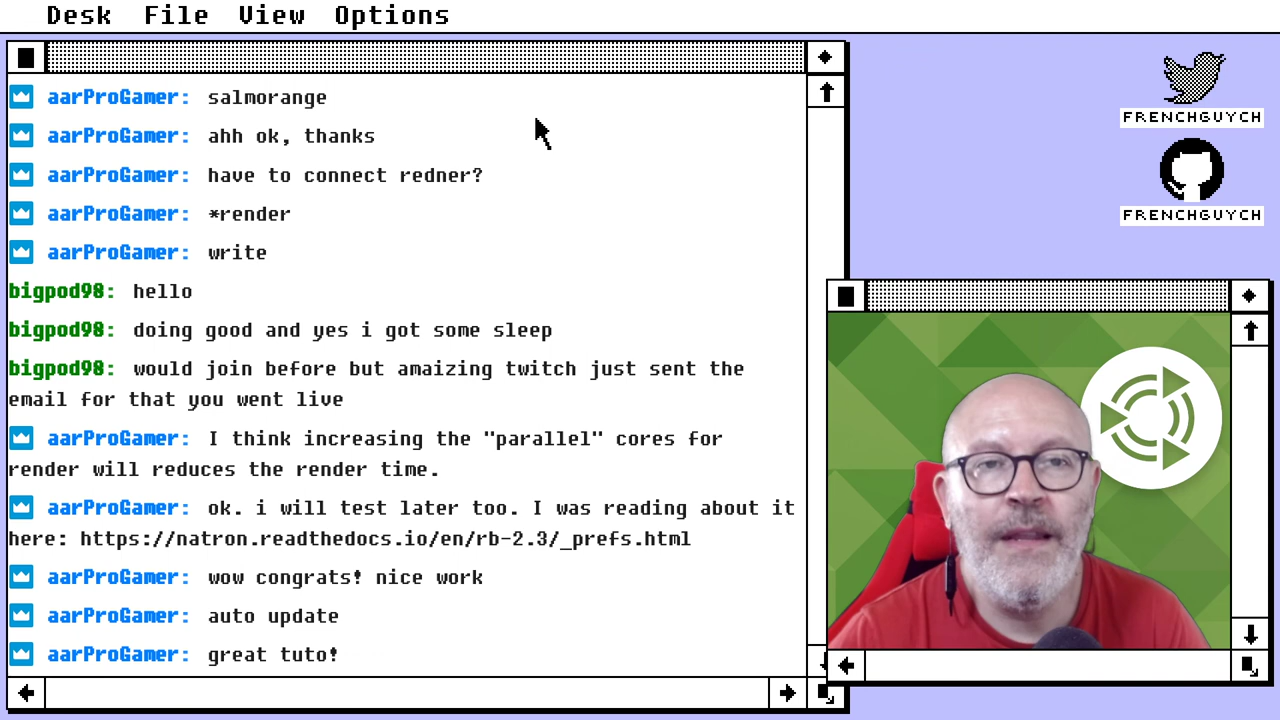 Desk File View Options
aarProGamer: salmorange
aarProGamer: ahh ok, thanks
aarProGamer: have to connect redner?
aarProGamer: *render
aarProGamer: write
bigpod98: hello
bigpod98: doing good and yes i got some sleep
bigpod98: would join before but amaizing twitch just sent the
email for that you went live
aarProGamer: I think increasing the "parallel" cores for
render will reduces the render time.
aarProGamer: ok. i will test later too. I was reading about it
here: https://natron.readthedocs.io/en/rb-2.3/_prefs.html
aarProGamer: wow congrats! nice work
aarProGamer: auto update
aarProGamer: great tuto!
FRENCHGUYCH
FRENCHGUYCH